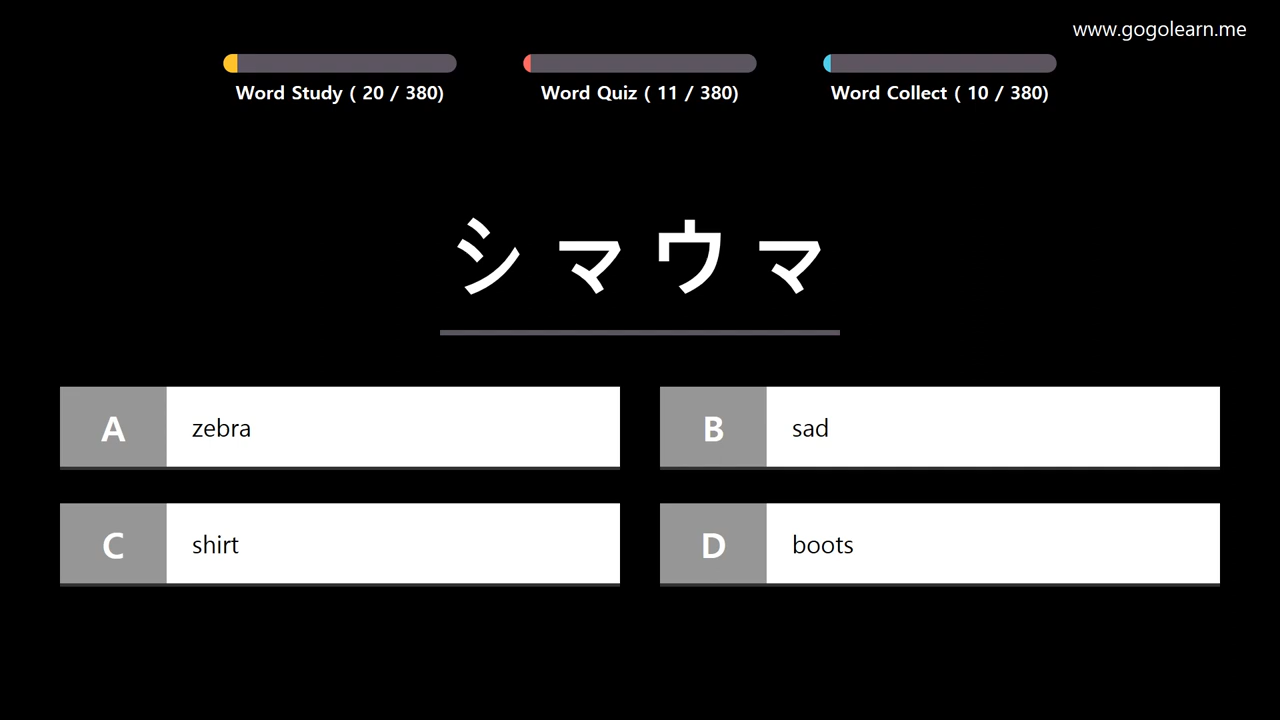 www.gogolearn.me
Word Study ( 20 / 380)
Word Quiz ( 11 / 380)
Word Collect ( 10 / 380)
シマウマ
A zebra
B sad
C shirt
D boots